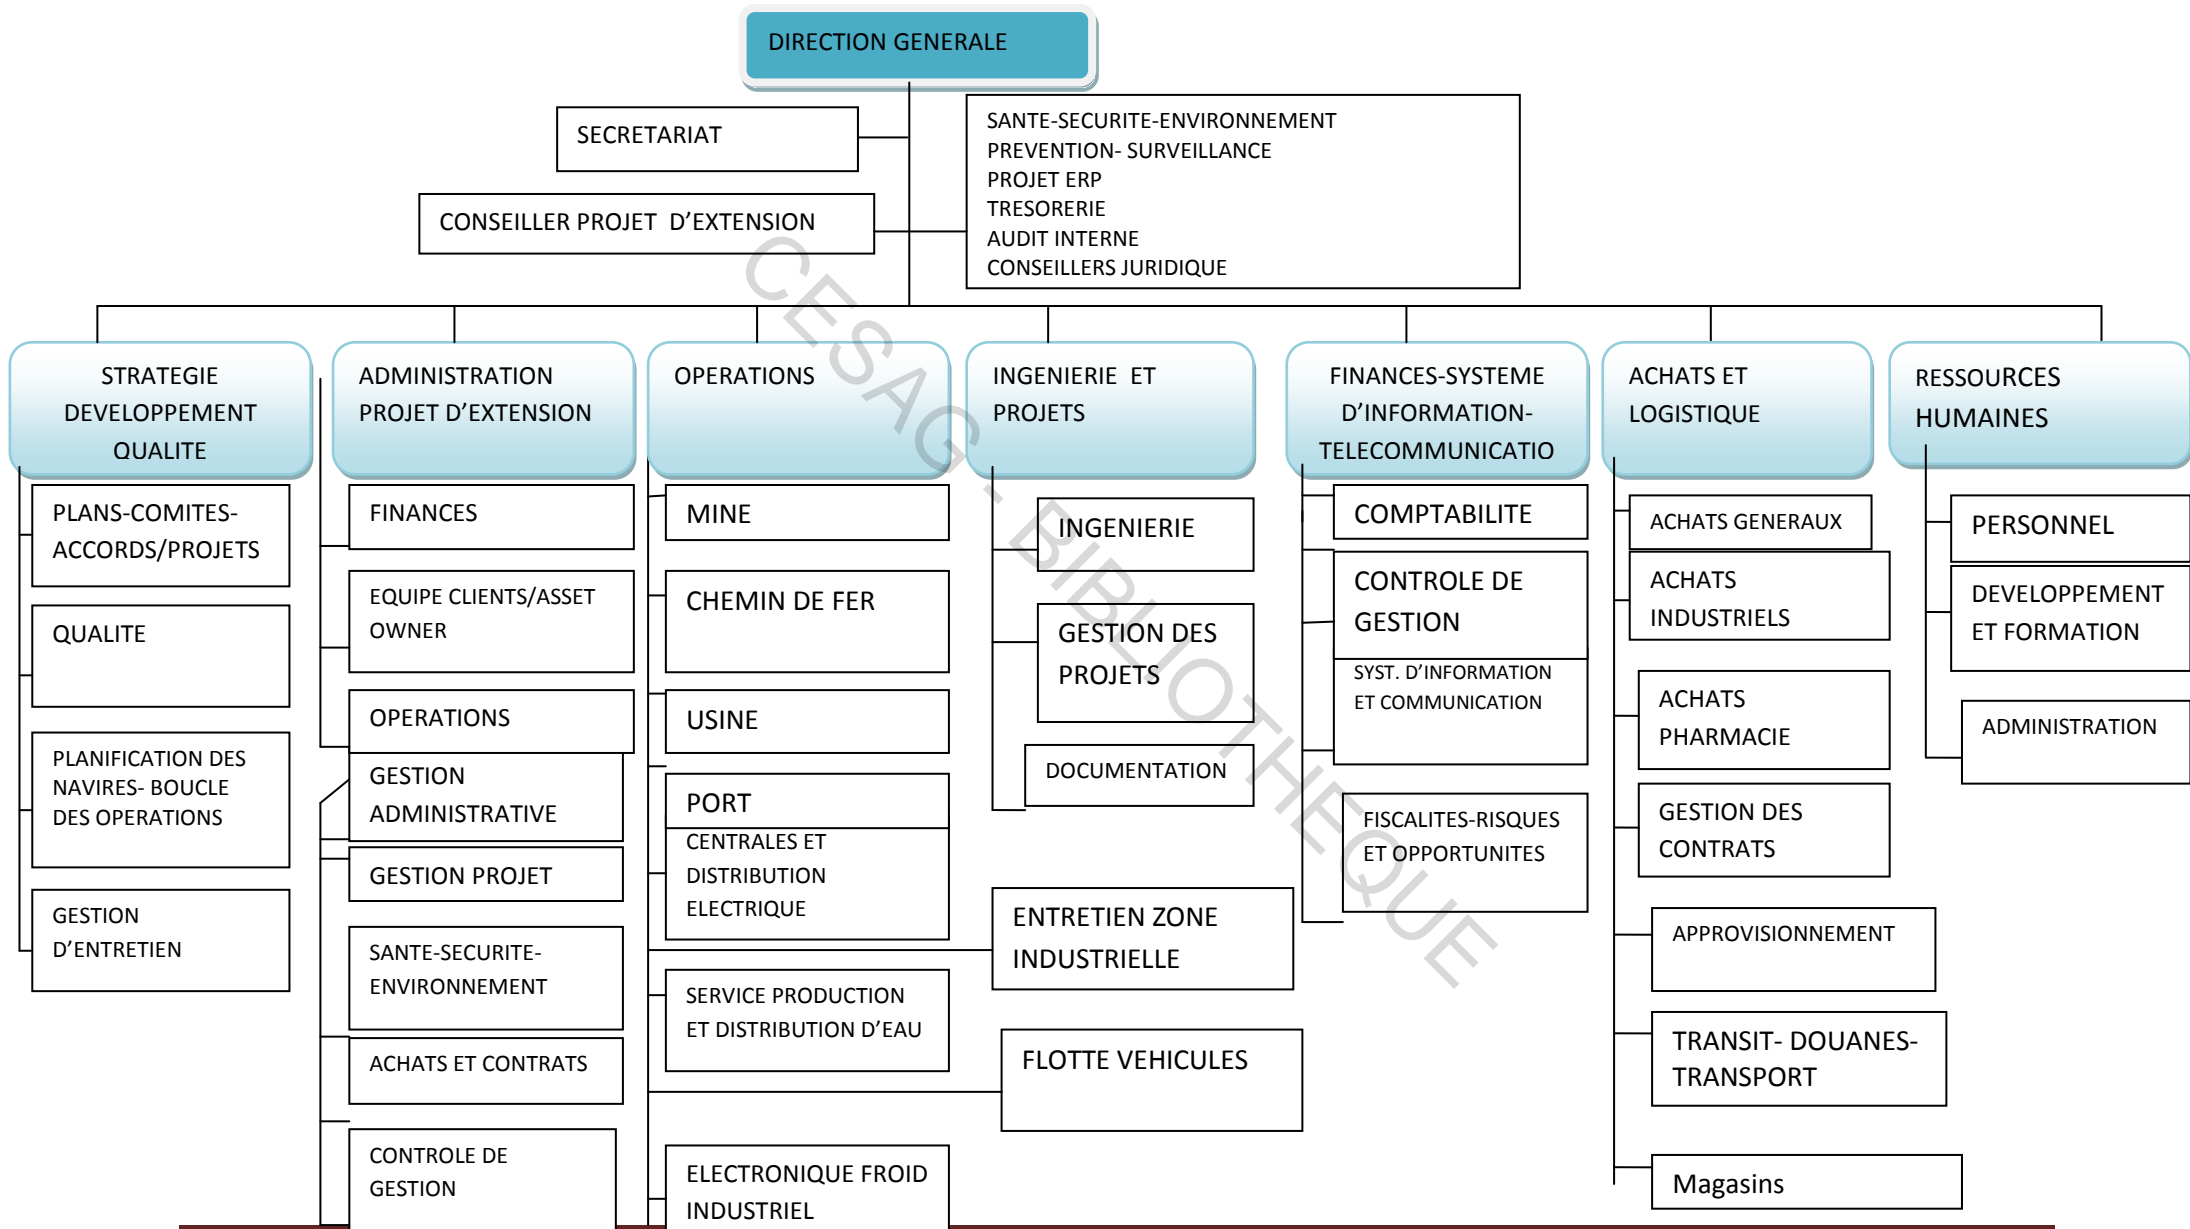 DIRECTION GENERALE
SECRETARIAT
CONSEILLER PROJET D'EXTENSION
SANTE-SECURITE-ENVIRONNEMENT
PREVENTION- SURVEILLANCE
PROJET ERP
TRESORERIE
AUDIT INTERNE
CONSEILLERS JURIDIQUE
STRATEGIE
DEVELOPPEMENT
QUALITE
PLANS-COMITES-
ACCORDS/PROJETS
QUALITE
PLANIFICATION DES
NAVIRES- BOUCLE
DES OPERATIONS
GESTION
D'ENTRETIEN
ADMINISTRATION
PROJET D'EXTENSION
FINANCES
EQUIPE CLIENTS/ASSET
OWNER
OPERATIONS
GESTION
ADMINISTRATIVE
GESTION PROJET
SANTE-SECURITE-
ENVIRONNEMENT
ACHATS ET CONTRATS
CONTROLE DE
GESTION
OPERATIONS
MINE
CHEMIN DE FER
USINE
PORT
CENTRALES ET
DISTRIBUTION
ELECTRIQUE
SERVICE PRODUCTION
ET DISTRIBUTION D'EAU
ELECTRONIQUE FROID
INDUSTRIEL
ENTRETIEN ZONE
INDUSTRIELLE
FLOTTE VEHICULES
INGENIERIE ET
PROJETS
INGENIERIE
GESTION DES
PROJETS
DOCUMENTATION
FINANCES-SYSTEME
D'INFORMATION-
TELECOMMUNICATIO
COMPTABILITE
CONTROLE DE
GESTION
SYST. D'INFORMATION
ET COMMUNICATION
FISCALITES-RISQUES
ET OPPORTUNITES
ACHATS ET
LOGISTIQUE
ACHATS GENERAUX
ACHATS
INDUSTRIELS
ACHATS
PHARMACIE
GESTION DES
CONTRATS
APPROVISIONNEMENT
TRANSIT- DOUANES-
TRANSPORT
Magasins
RESSOURCES
HUMAINES
PERSONNEL
DEVELOPPEMENT
ET FORMATION
ADMINISTRATION
CESAG - BIBLIOTHEQUE